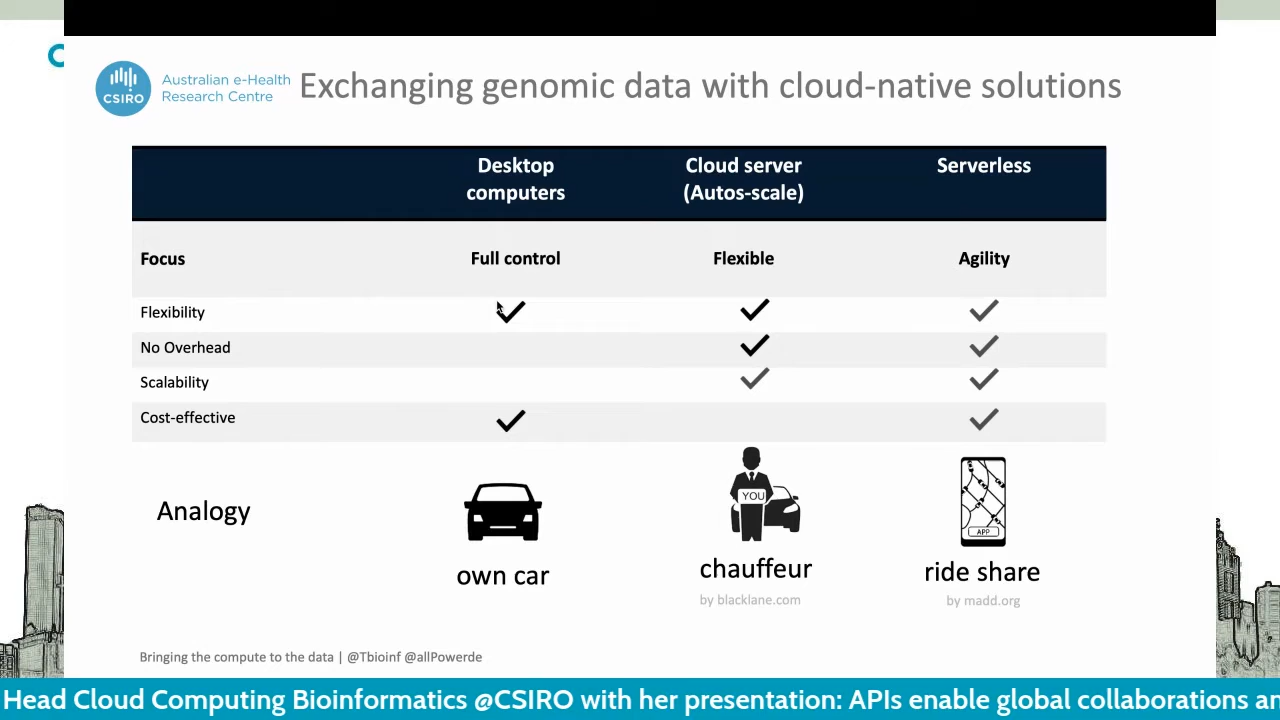 CSIRO
Australian e-Health
Research Centre
Exchanging genomic data with cloud-native solutions
Desktop computers
Cloud server (Autos-scale)
Serverless
Focus
Full control
Flexible
Agility
Flexibility
No Overhead
Scalability
Cost-effective
Analogy
YOU
APP
own car
chauffeur
ride share
by blacklane.com
by madd.org
Bringing the compute to the data | @Tbioinf @allPowerde
Head Cloud Computing Bioinformatics @CSIRO with her presentation: APIs enable global collaborations an